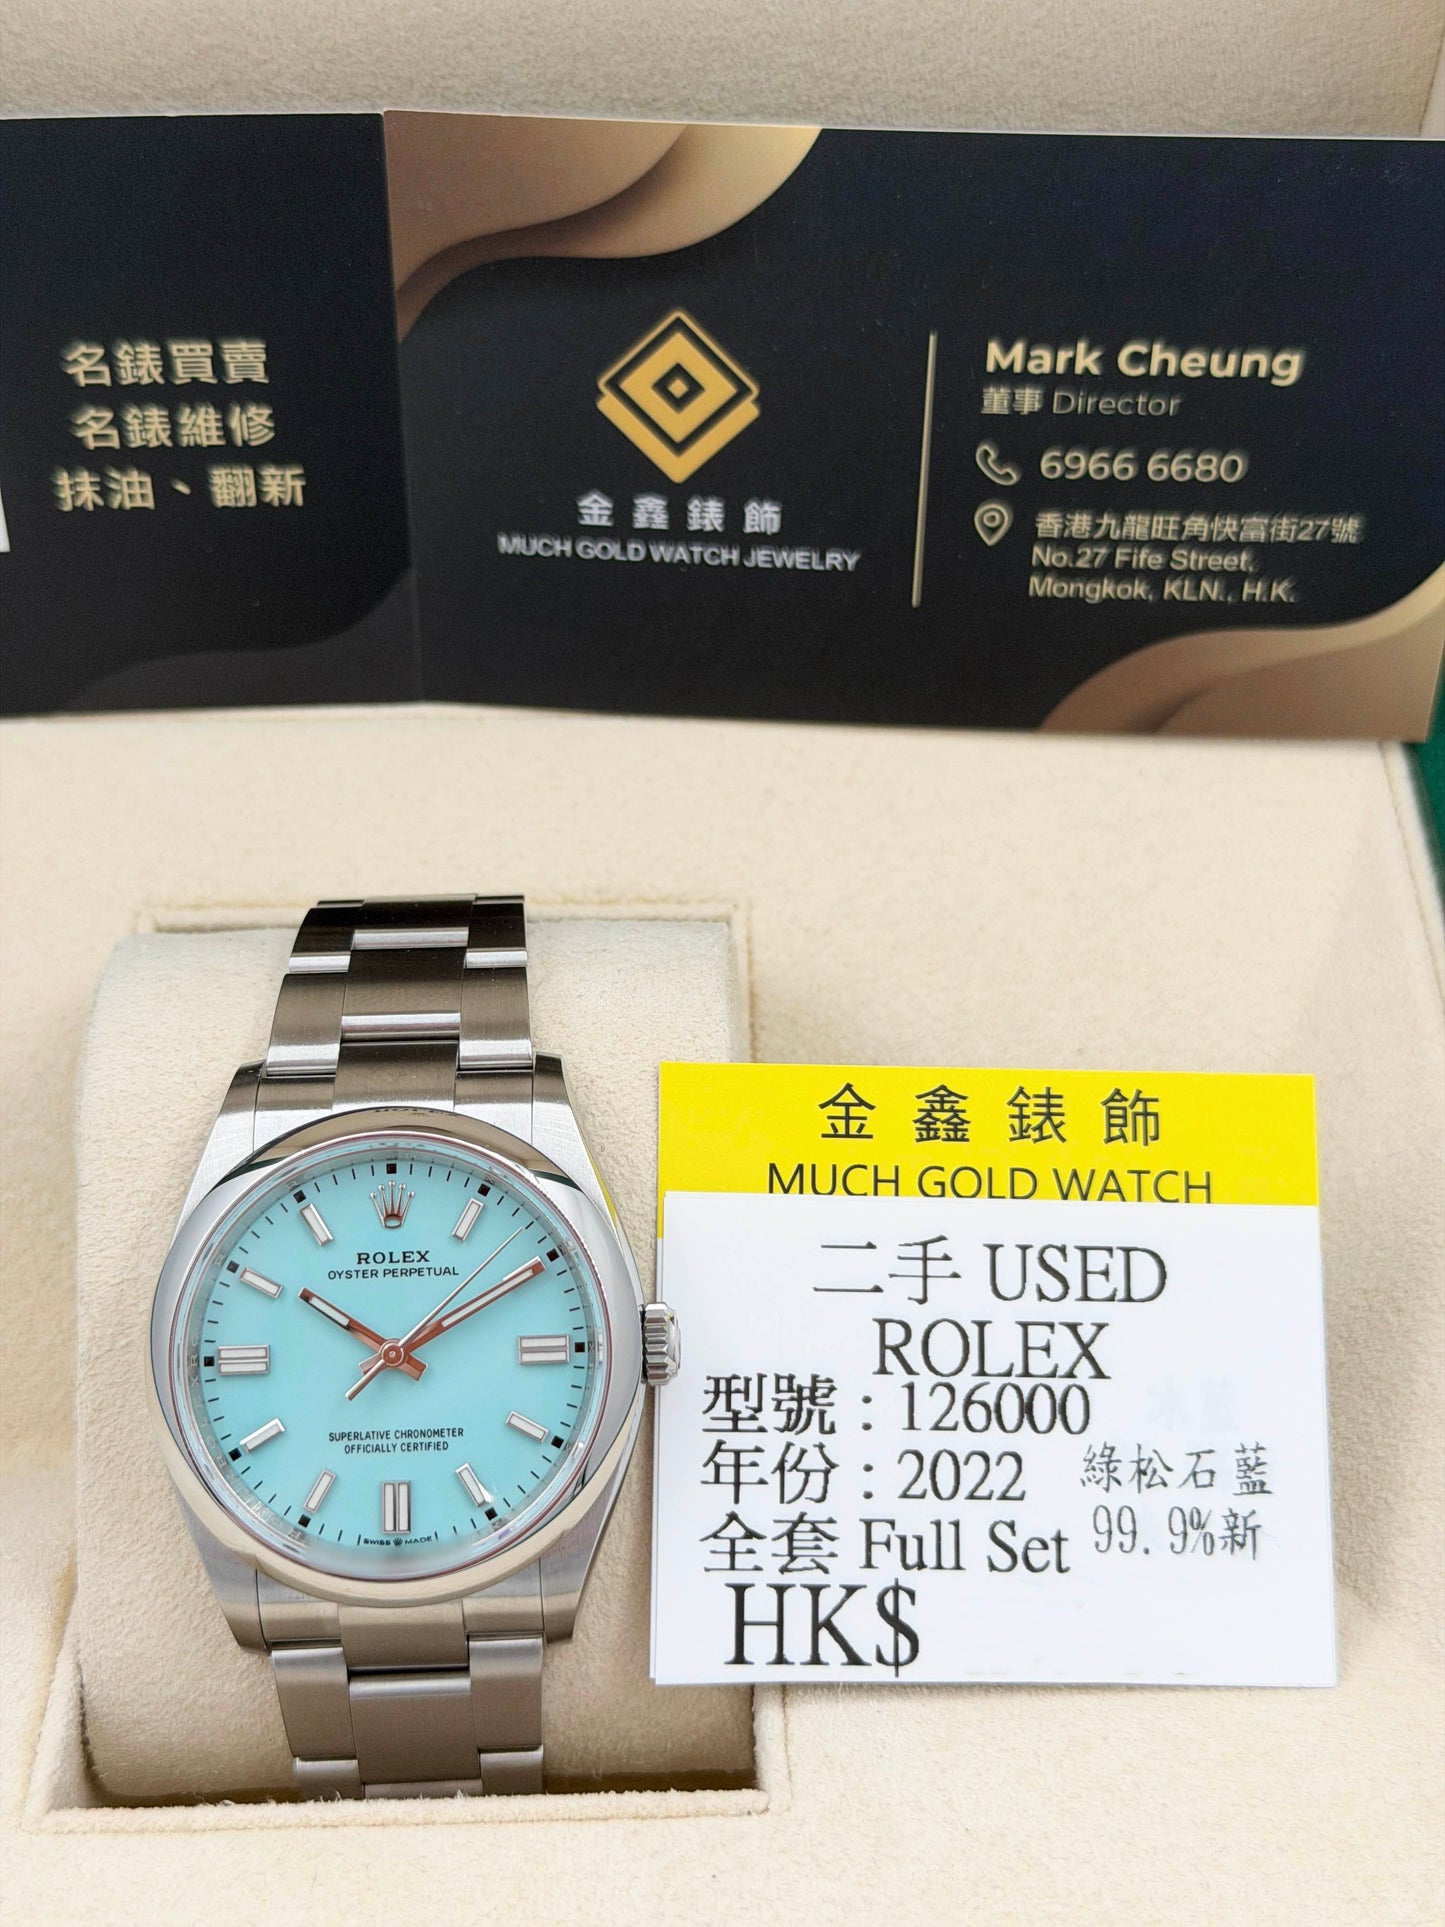 名錶買賣
名錶維修
抹油、翻新
金鑫錶飾
MUCH GOLD WATCH JEWELRY
Mark Cheung
董事 Director
6966 6680
香港九龍旺角快富街27號
No.27 Fife Street,
Mongkok, KLN., H.K.
ROLEX
OYSTER PERPETUAL
SUPERLATIVE CHRONOMETER
OFFICIALLY CERTIFIED
SWISS MADE
金鑫錶飾
MUCH GOLD WATCH
二手 USED
ROLEX
型號：126000
年份：2022 綠松石藍
全套 Full Set 99.9%新
HK$